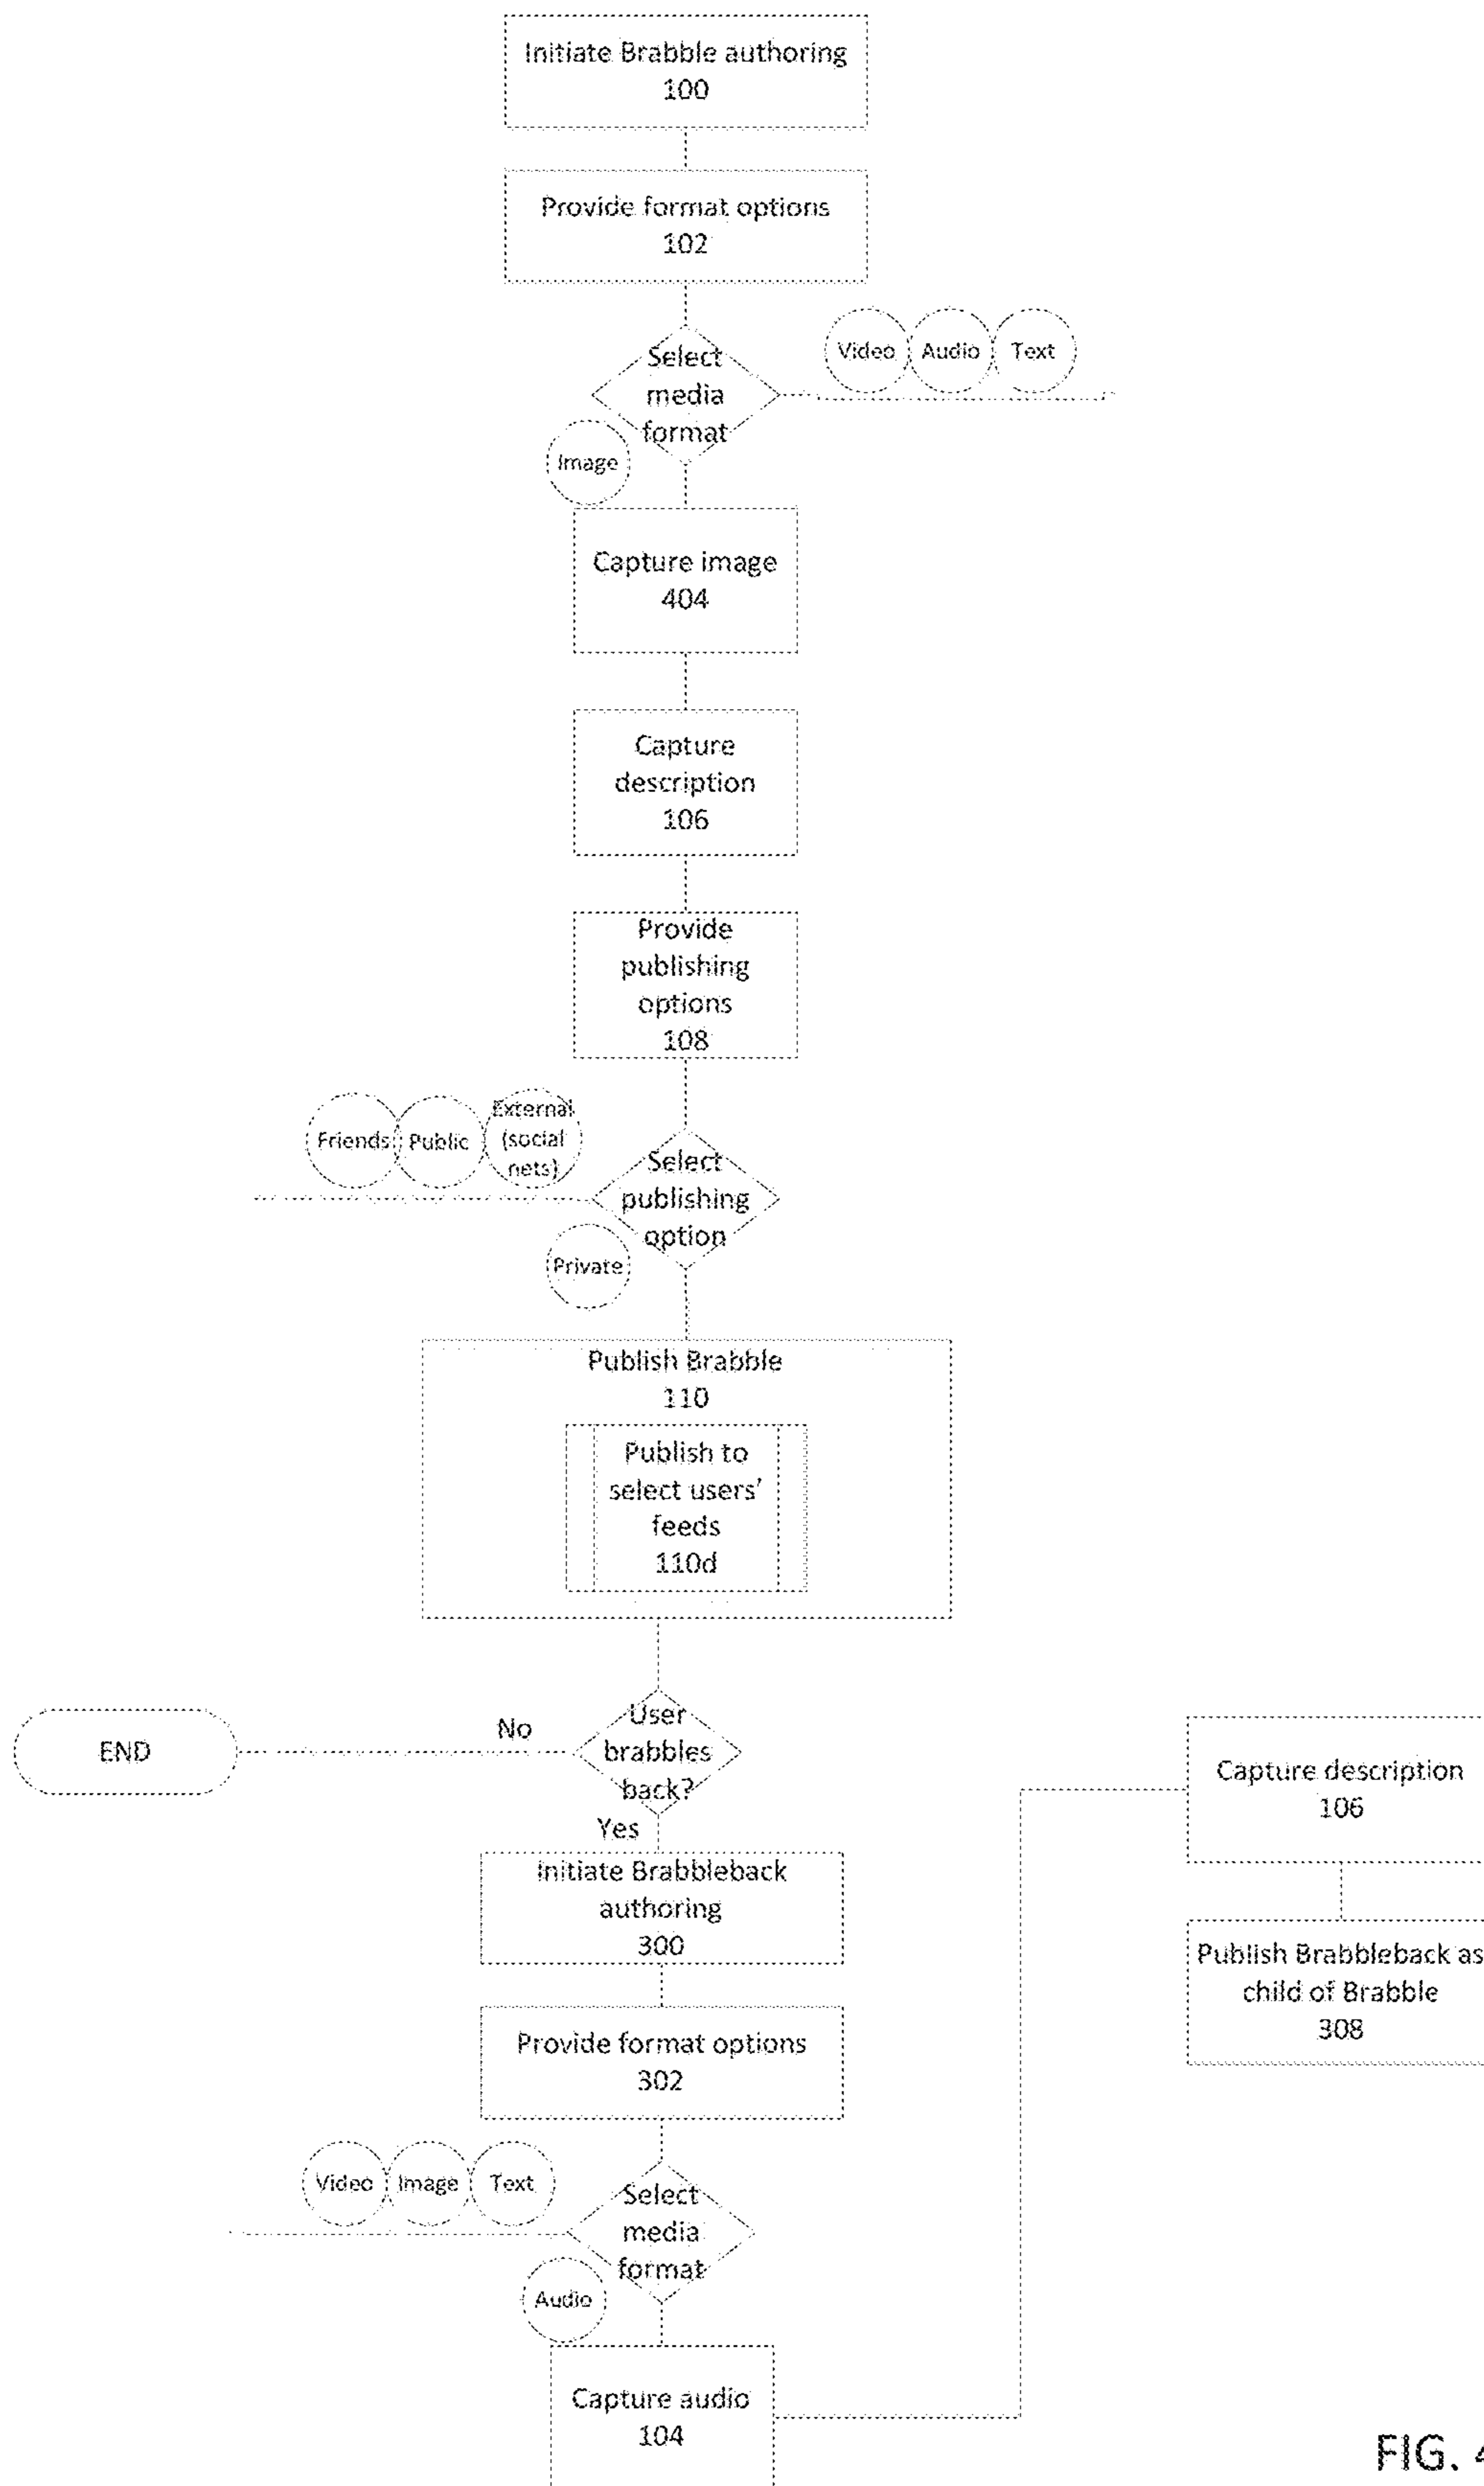 Initiate Brabble authoring
100
Provide format options
102
Select
media
format
Video
Audio
Text
Image
Capture image
404
Capture
description
106
Provide
publishing
options
108
Friends
Public
External
(social
nets)
Select
publishing
option
Private
Publish Brabble
110
Publish to
select users'
feeds
110d
User
brabbles
back?
No
END
Yes
Initiate Brabbleback
authoring
300
Provide format options
302
Video
Image
Text
Select
media
format
Audio
Capture audio
104
Capture description
106
Publish Brabbleback as
child of Brabble
308
FIG. 4